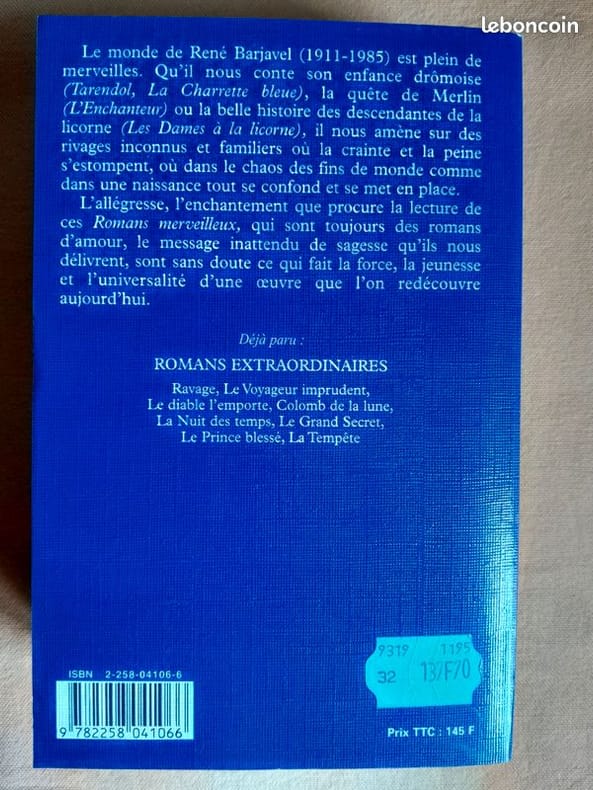 leboncoin
Le monde de René Barjavel (1911-1985) est plein de
merveilles. Qu'il nous conte son enfance drômoise
(Tarendol, La Charrette bleue), la quête de Merlin
(L'Enchanteur) ou la belle histoire des descendantes de la
licorne (Les Dames à la licorne), il nous amène sur des
rivages inconnus et familiers où la crainte et la peine
s'estompent, où dans le chaos des fins de monde comme
dans une naissance tout se confond et se met en place.
L'allégresse, l'enchantement que procure la lecture de
ces Romans merveilleux, qui sont toujours des romans
d'amour, le message inattendu de sagesse qu'ils nous
délivrent, sont sans doute ce qui fait la force, la jeunesse
et l'universalité d'une œuvre que l'on redécouvre
aujourd'hui.
Déjà paru :
ROMANS EXTRAORDINAIRES
Ravage, Le Voyageur imprudent,
Le diable l'emporte, Colomb de la lune,
La Nuit des temps, Le Grand Secret,
Le Prince blessé, La Tempête
9319 1195
32 137F70
ISBN 2-258-04106-6
9 782258 041066
Prix TTC : 145 F